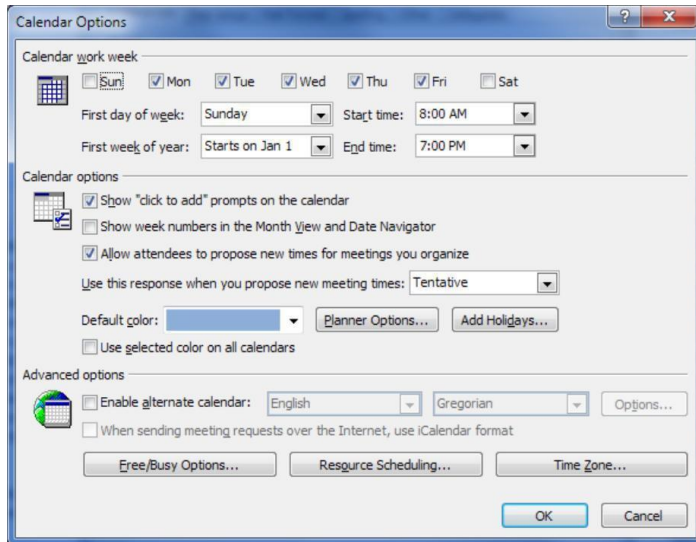 Calendar Options
Calendar work week
Sun Mon Tue Wed Thu Fri Sat
First day of week: Sunday Start time: 8:00 AM
First week of year: Starts on Jan 1 End time: 7:00 PM
Calendar options
Show "click to add" prompts on the calendar
Show week numbers in the Month View and Date Navigator
Allow attendees to propose new times for meetings you organize
Use this response when you propose new meeting times: Tentative
Default color: Planner Options... Add Holidays...
Use selected color on all calendars
Advanced options
Enable alternate calendar: English Gregorian Options...
When sending meeting requests over the Internet, use iCalendar format
Free/Busy Options... Resource Scheduling... Time Zone...
OK Cancel